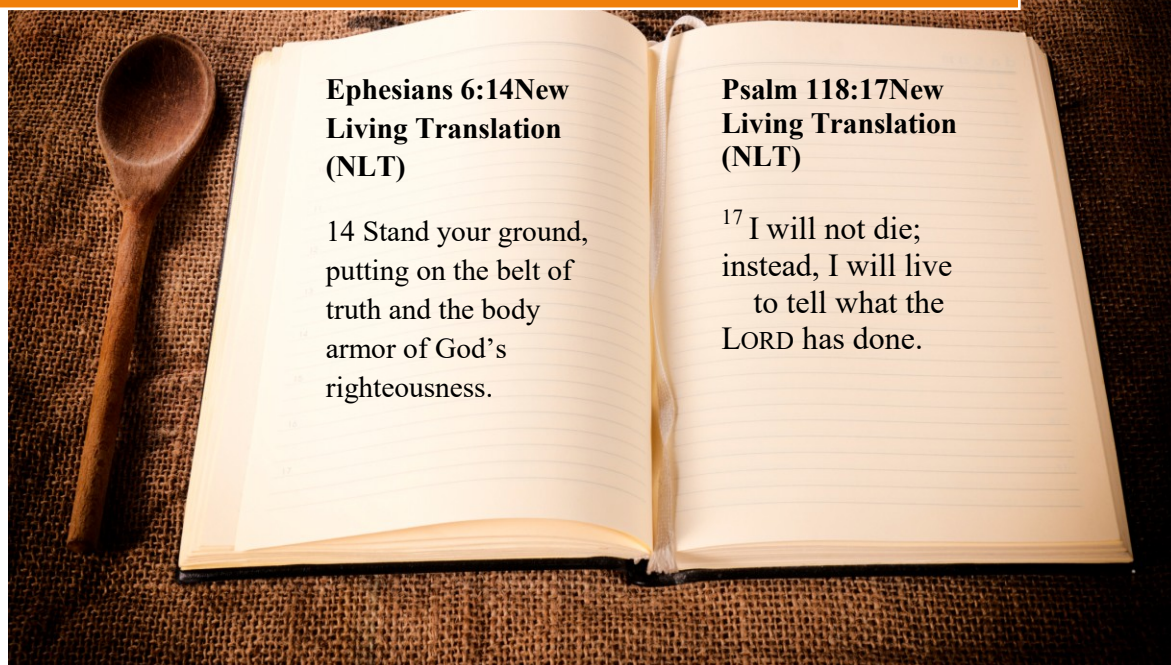 Ephesians 6:14New
Living Translation
(NLT)
14 Stand your ground,
putting on the belt of
truth and the body
armor of God’s
righteousness.
Psalm 118:17New
Living Translation
(NLT)
17 I will not die;
instead, I will live
to tell what the
LORD has done.